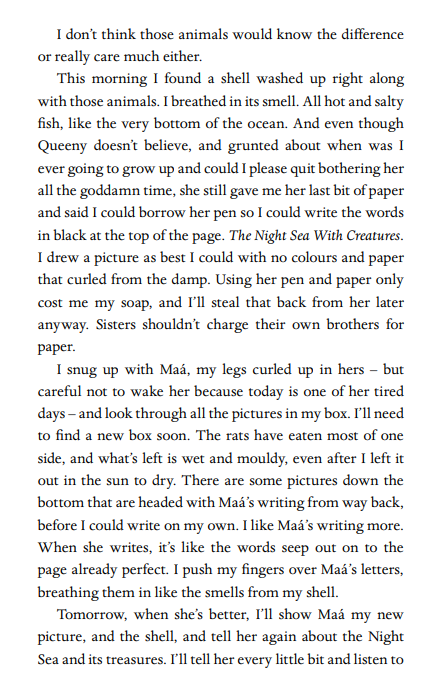 I don't think those animals would know the difference
or really care much either.
This morning I found a shell washed up right along
with those animals. I breathed in its smell. All hot and salty
fish, like the very bottom of the ocean. And even though
Queeny doesn't believe, and grunted about when was I
ever going to grow up and could I please quit bothering her
all the goddamn time, she still gave me her last bit of paper
and said I could borrow her pen so I could write the words
in black at the top of the page. The Night Sea With Creatures.
I drew a picture as best I could with no colours and paper
that curled from the damp. Using her pen and paper only
cost me my soap, and I'll steal that back from her later
anyway. Sisters shouldn't charge their own brothers for
paper.
I snug up with Maá, my legs curled up in hers – but
careful not to wake her because today is one of her tired
days – and look through all the pictures in my box. I'll need
to find a new box soon. The rats have eaten most of one
side, and what's left is wet and mouldy, even after I left it
out in the sun to dry. There are some pictures down the
bottom that are headed with Maá's writing from way back,
before I could write on my own. I like Maá's writing more.
When she writes, it's like the words seep out on to the
page already perfect. I push my fingers over Maá's letters,
breathing them in like the smells from my shell.
Tomorrow, when she's better, I'll show Maá my new
picture, and the shell, and tell her again about the Night
Sea and its treasures. I'll tell her every little bit and listen to